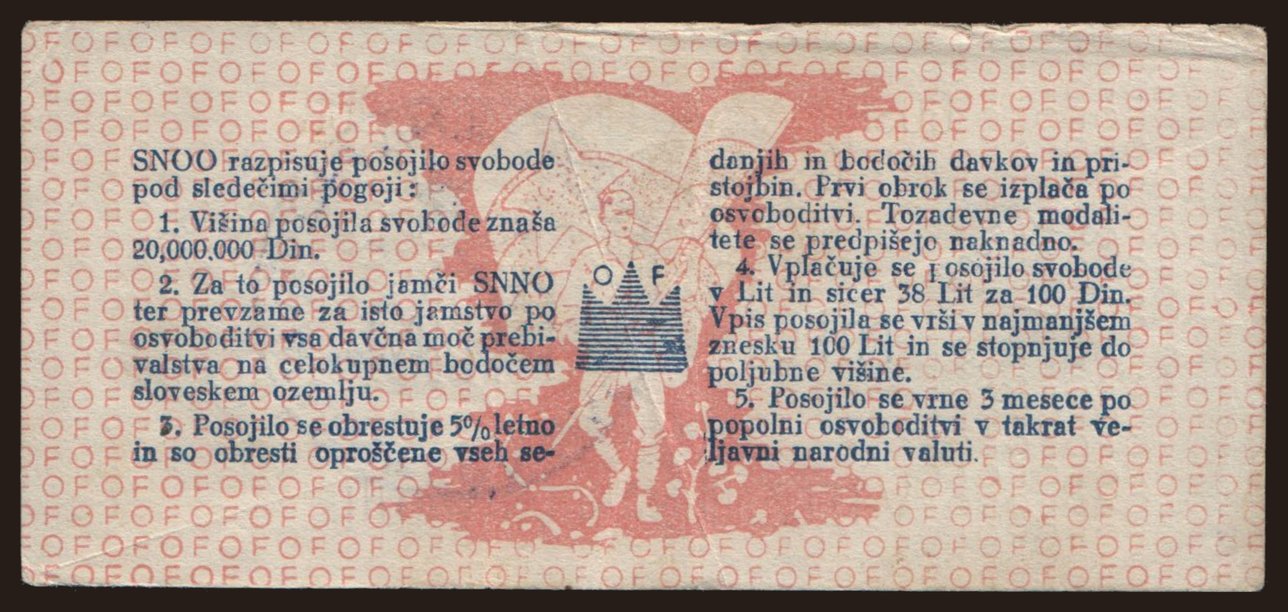 SNOO razpisuje posojilo svobode
pod sledečimi pogoji:
1. Višina posojila svobode znaša
20,000.000 Din.
2. Za to posojilo jamči SNNO
ter prevzame za isto jamstvo po
osvoboditvi vsa davčna moč prebi-
valstva na celokupnem bodočem
sloveskem ozemlju.
3. Posojilo se obrestuje 5% letno
in so obresti oproščene vseh se-
O F
danjih in bodočih davkov in pri-
stojbin. Prvi obrok se izplača po
osvoboditvi. Tozadevne modali-
tete se predpišejo naknadno.
4. Vplačuje se posojilo svobode
v Lit in sicer 38 Lit za 100 Din.
Vpis posojila se vrši v najmanjšem
znesku 100 Lit in se stopnjuje do
poljubne višine.
5. Posojilo se vrne 3 mesece po
popolni osvoboditvi v takrat ve-
ljavni narodni valuti.